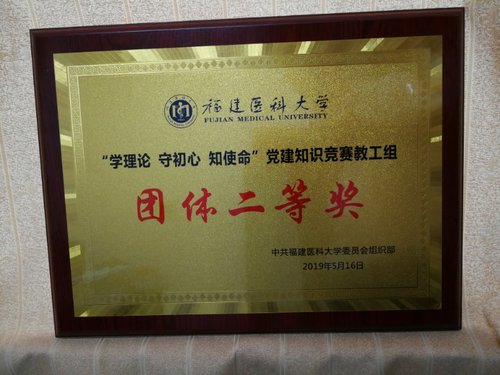 福建医科大学
FUJIAN MEDICAL UNIVERSITY
“学理论 守初心 知使命”党建知识竞赛教工组
团体二等奖
中共福建医科大学委员会组织部
2019年5月16日